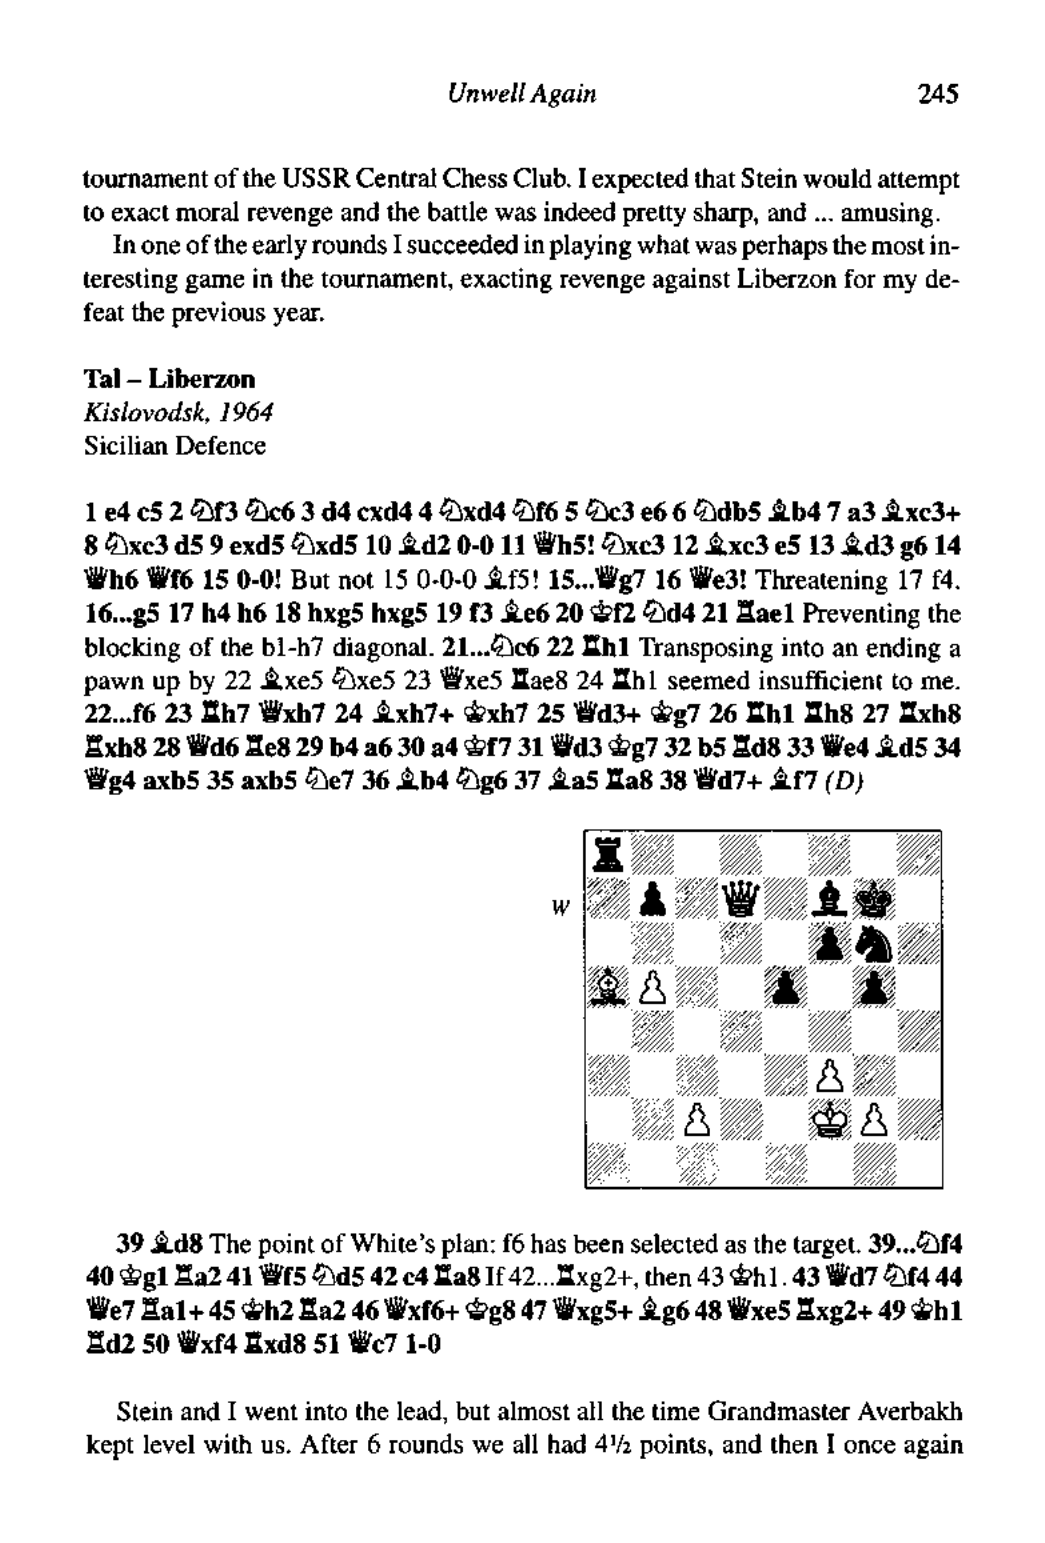 Unwell Again 245
tournament of the USSR Central Chess Club. I expected that Stein would attempt
to exact moral revenge and the battle was indeed pretty sharp, and ... amusing.
In one of the early rounds I succeeded in playing what was perhaps the most in-
teresting game in the tournament, exacting revenge against Liberzon for my de-
feat the previous year.
Tal – Liberzon
Kislovodsk, 1964
Sicilian Defence
1 e4 c5 2 ♘f3 ♘c6 3 d4 cxd4 4 ♘xd4 ♘f6 5 ♘c3 e6 6 ♘db5 ♗b4 7 a3 ♗xc3+
8 ♘xc3 d5 9 exd5 ♘xd5 10 ♗d2 0-0 11 ♕h5! ♘xc3 12 ♗xc3 e5 13 ♗d3 g6 14
♕h6 ♕f6 15 0-0! But not 15 0-0-0 ♗f5! 15...♕g7 16 ♕e3! Threatening 17 f4.
16...g5 17 h4 h6 18 hxg5 hxg5 19 f3 ♗e6 20 ♔f2 ♘d4 21 ♖ae1 Preventing the
blocking of the b1-h7 diagonal. 21...♘c6 22 ♖h1 Transposing into an ending a
pawn up by 22 ♗xe5 ♘xe5 23 ♕xe5 ♖ae8 24 ♖h1 seemed insufficient to me.
22...f6 23 ♖h7 ♕xh7 24 ♗xh7+ ♔xh7 25 ♕d3+ ♔g7 26 ♖h1 ♖h8 27 ♖xh8
♖xh8 28 ♕d6 ♖e8 29 b4 a6 30 a4 ♔f7 31 ♕d3 ♔g7 32 b5 ♖d8 33 ♕e4 ♗d5 34
♕g4 axb5 35 axb5 ♘e7 36 ♗b4 ♘g6 37 ♗a5 ♖a8 38 ♕d7+ ♗f7 (D)
W
39 ♗d8 The point of White's plan: f6 has been selected as the target. 39...♘f4
40 ♔g1 ♖a2 41 ♕f5 ♘d5 42 c4 ♖a8 If 42...♖xg2+, then 43 ♔h1. 43 ♕d7 ♘f4 44
♕e7 ♖a1+ 45 ♔h2 ♖a2 46 ♕xf6+ ♔g8 47 ♕xg5+ ♗g6 48 ♕xe5 ♖xg2+ 49 ♔h1
♖d2 50 ♕xf4 ♖xd8 51 ♕c7 1-0
Stein and I went into the lead, but almost all the time Grandmaster Averbakh
kept level with us. After 6 rounds we all had 4½ points, and then I once again